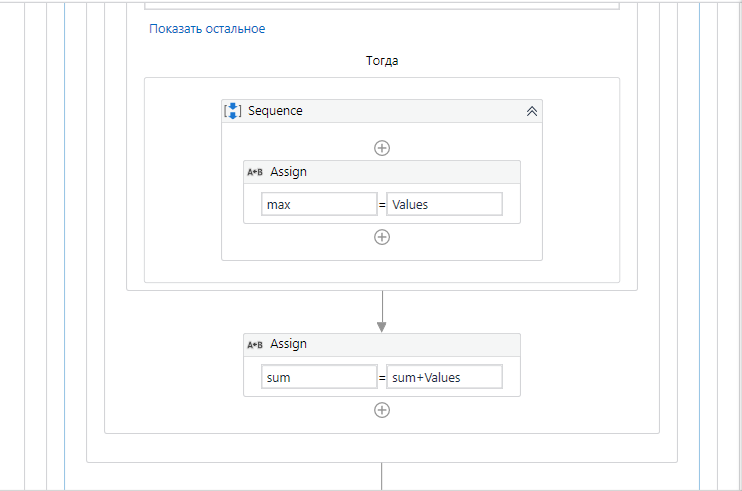 Показать остальное
Тогда
Sequence
A+B Assign
max = Values
A+B Assign
sum = sum+Values